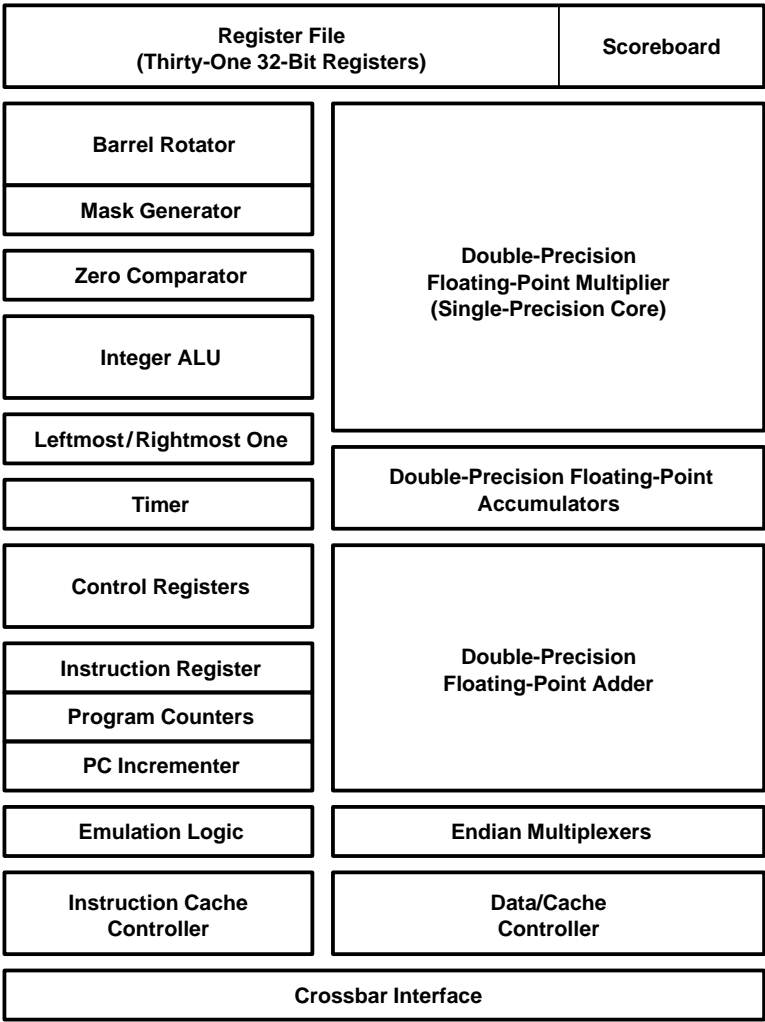 Register File
(Thirty-One 32-Bit Registers)
Scoreboard
Barrel Rotator
Mask Generator
Zero Comparator
Integer ALU
Leftmost/Rightmost One
Timer
Control Registers
Instruction Register
Program Counters
PC Incrementer
Emulation Logic
Instruction Cache
Controller
Double-Precision
Floating-Point Multiplier
(Single-Precision Core)
Double-Precision Floating-Point
Accumulators
Double-Precision
Floating-Point Adder
Endian Multiplexers
Data/Cache
Controller
Crossbar Interface